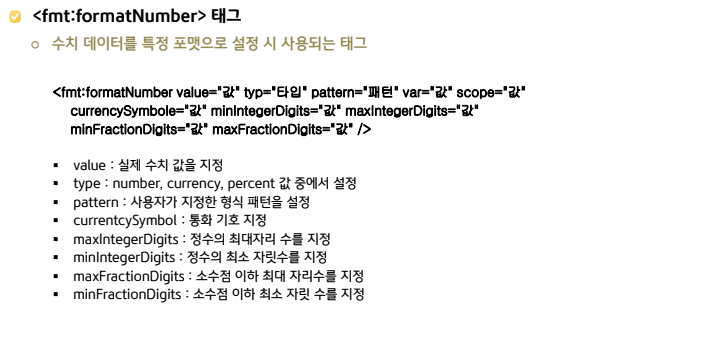 <fmt:formatNumber> 태그
수치 데이터를 특정 포맷으로 설정 시 사용되는 태그
<fmt:formatNumber value="값" typ="타입" pattern="패턴" var="값" scope="값"
currencySymbole="값" minIntegerDigits="값" maxIntegerDigits="값"
minFractionDigits="값" maxFractionDigits="값" />
value : 실제 수치 값을 지정
type : number, currency, percent 값 중에서 설정
pattern : 사용자가 지정한 형식 패턴을 설정
currentcySymbol : 통화 기호 지정
maxIntegerDigits : 정수의 최대자리 수를 지정
minIntegerDigits : 정수의 최소 자릿수를 지정
maxFractionDigits : 소수점 이하 최대 자리수를 지정
minFractionDigits : 소수점 이하 최소 자릿 수를 지정